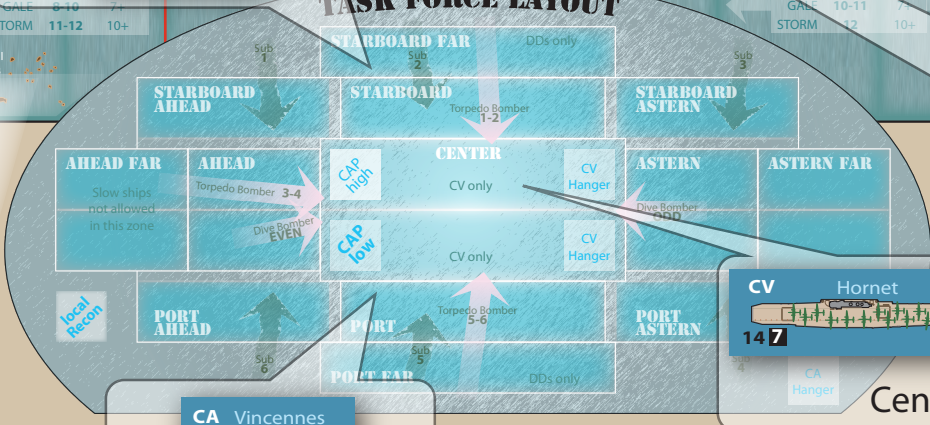 TASK FORCE LAYOUT
GALE 8-10 7+
STORM 11-12 10+
GALE 10-11 7+
STORM 12 10+
STARBOARD FAR
DDs only
Sub
1
Sub
2
Sub
3
STARBOARD
AHEAD
STARBOARD
Torpedo Bomber
1-2
STARBOARD
ASTERN
AHEAD FAR
Slow ships
not allowed
in this zone
AHEAD
Torpedo Bomber 3-4
Dive Bomber
EVEN
CAP
high
CENTER
CV only
CV
Hanger
ASTERN
ASTERN FAR
Dive Bomber
ODD
CAP
low
CV only
CV
Hanger
local
Recon
PORT
AHEAD
PORT
Torpedo Bomber
5-6
PORT
ASTERN
CV Hornet
14 7
Sub
6
Sub
5
4
PORT FAR
DDs only
CA
Hanger
CA Vincennes
Cen